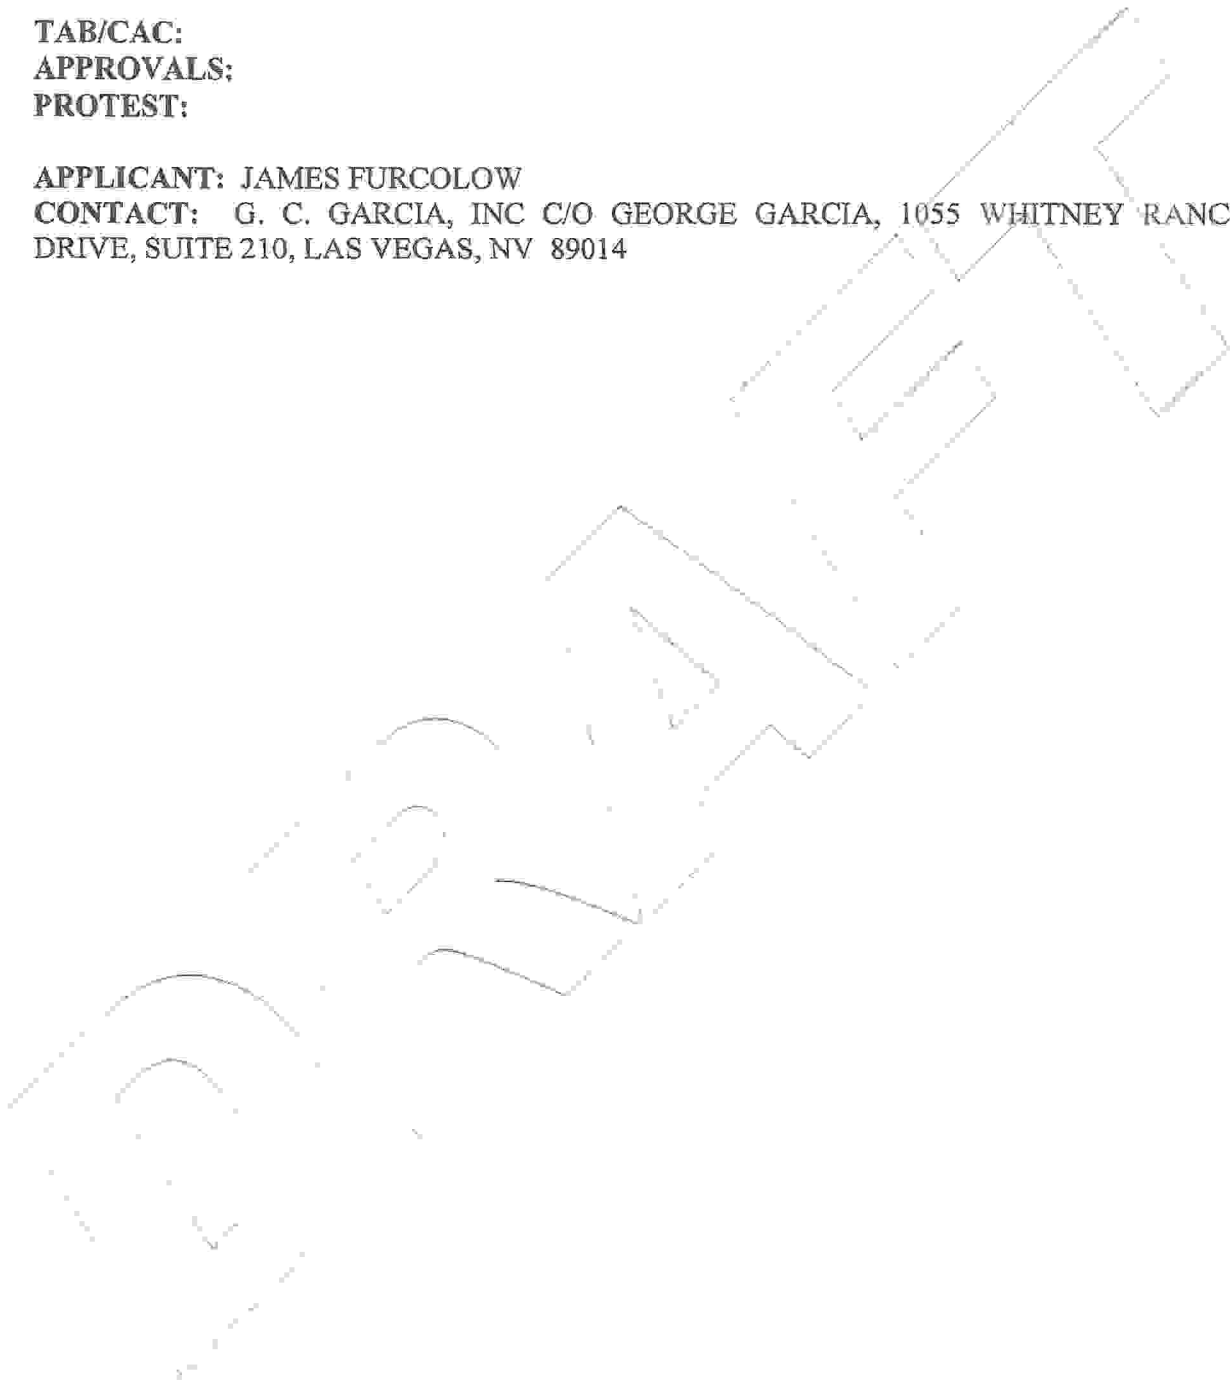 TAB/CAC:
APPROVALS:
PROTEST:
APPLICANT: JAMES FURCOLOW
CONTACT: G. C. GARCIA, INC C/O GEORGE GARCIA, 1055 WHITNEY RANC
DRIVE, SUITE 210, LAS VEGAS, NV 89014
DRAFT